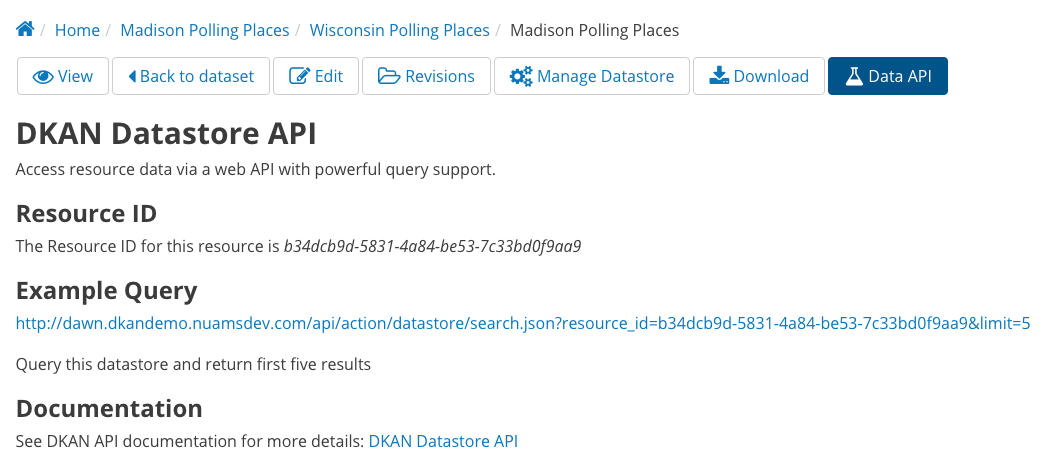 / Home / Madison Polling Places / Wisconsin Polling Places / Madison Polling Places
View Back to dataset Edit Revisions Manage Datastore Download Data API
DKAN Datastore API
Access resource data via a web API with powerful query support.
Resource ID
The Resource ID for this resource is b34dcb9d-5831-4a84-be53-7c33bd0f9aa9
Example Query
http://dawn.dkandemo.nuamsdev.com/api/action/datastore/search.json?resource_id=b34dcb9d-5831-4a84-be53-7c33bd0f9aa9&limit=5
Query this datastore and return first five results
Documentation
See DKAN API documentation for more details: DKAN Datastore API